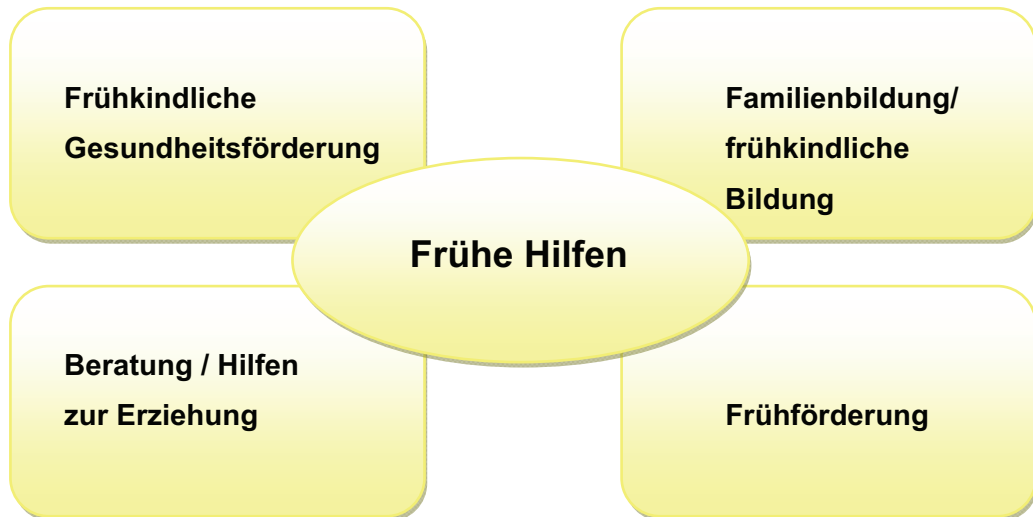 Frühkindliche
Gesundheitsförderung
Familienbildung/
frühkindliche
Bildung
Frühe Hilfen
Beratung / Hilfen
zur Erziehung
Frühförderung